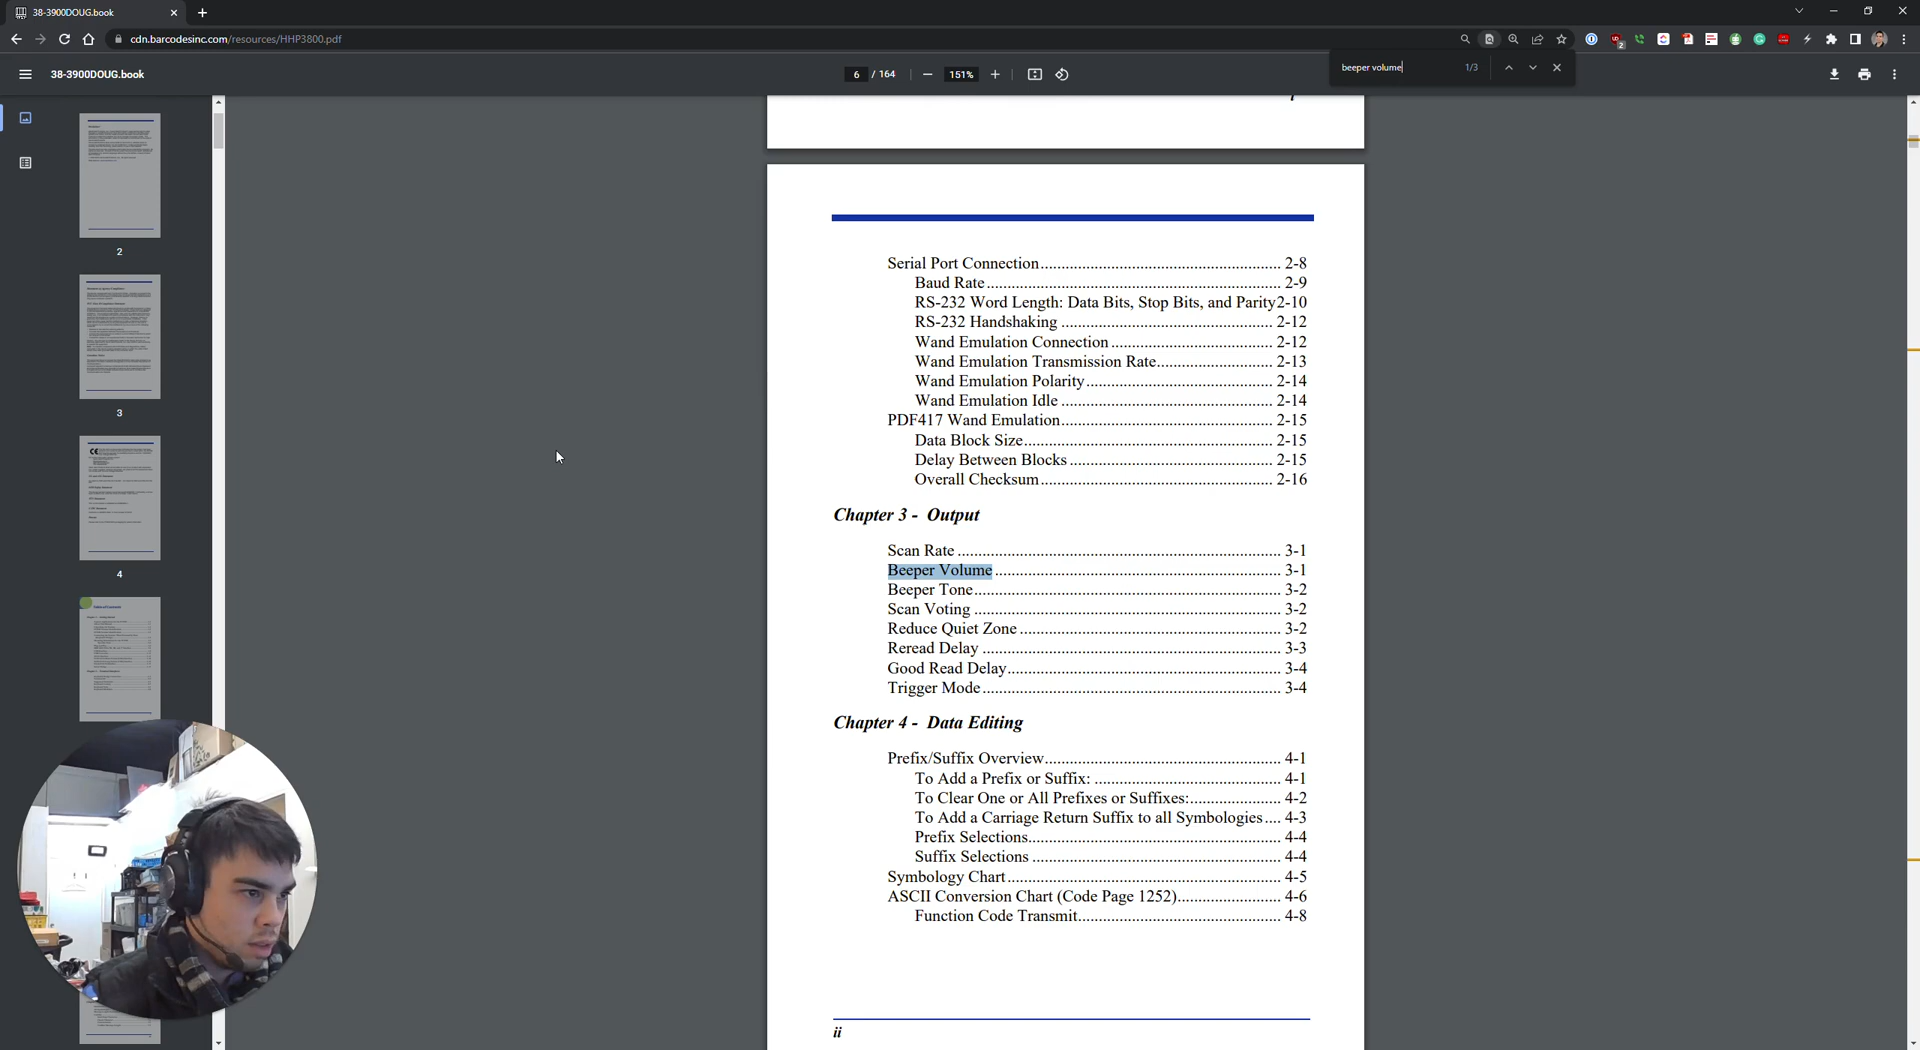 38-3900DOUG.book
cdn.barcodesinc.com/resources/HHP3800.pdf
38-3900DOUG.book
6 / 164
151%
beeper volume
1/3
2
3
4
Serial Port Connection........................................................... 2-8
Baud Rate ...................................................................... 2-9
RS-232 Word Length: Data Bits, Stop Bits, and Parity2-10
RS-232 Handshaking .................................................... 2-12
Wand Emulation Connection ........................................ 2-12
Wand Emulation Transmission Rate............................. 2-13
Wand Emulation Polarity............................................... 2-14
Wand Emulation Idle .................................................... 2-14
PDF417 Wand Emulation..................................................... 2-15
Data Block Size............................................................. 2-15
Delay Between Blocks .................................................. 2-15
Overall Checksum......................................................... 2-16
Chapter 3 - Output
Scan Rate ............................................................................... 3-1
Beeper Volume ...................................................................... 3-1
Beeper Tone........................................................................... 3-2
Scan Voting ........................................................................... 3-2
Reduce Quiet Zone ................................................................ 3-2
Reread Delay ......................................................................... 3-3
Good Read Delay................................................................... 3-4
Trigger Mode ......................................................................... 3-4
Chapter 4 - Data Editing
Prefix/Suffix Overview.......................................................... 4-1
To Add a Prefix or Suffix: ............................................. 4-1
To Clear One or All Prefixes or Suffixes:...................... 4-2
To Add a Carriage Return Suffix to all Symbologies .... 4-3
Prefix Selections............................................................. 4-4
Suffix Selections ............................................................ 4-4
Symbology Chart................................................................... 4-5
ASCII Conversion Chart (Code Page 1252).......................... 4-6
Function Code Transmit................................................. 4-8
ii